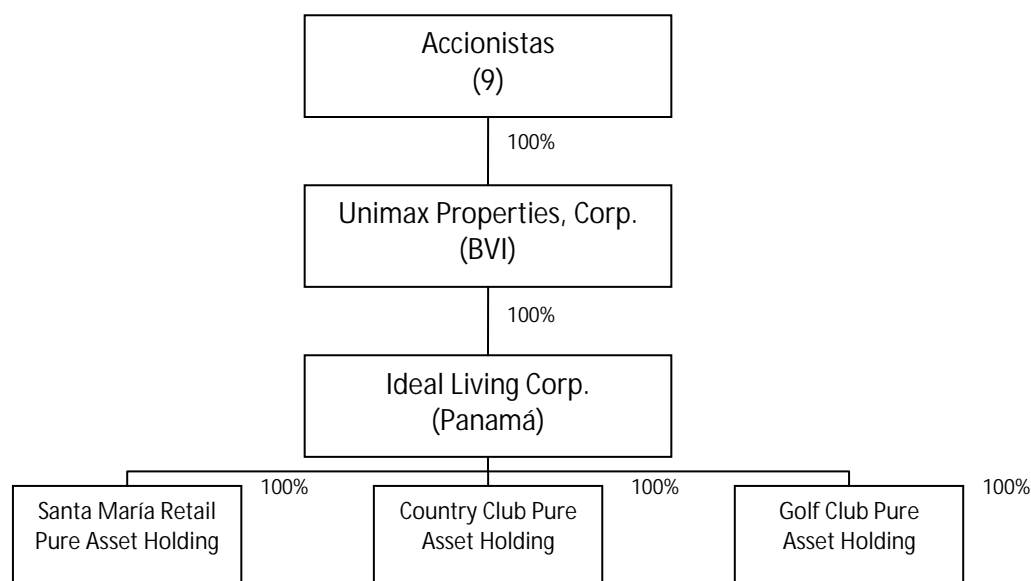 Accionistas
(9)
100%
Unimax Properties, Corp.
(BVI)
100%
Ideal Living Corp.
(Panamá)
100%
100%
100%
Santa María Retail
Pure Asset Holding
Country Club Pure
Asset Holding
Golf Club Pure
Asset Holding